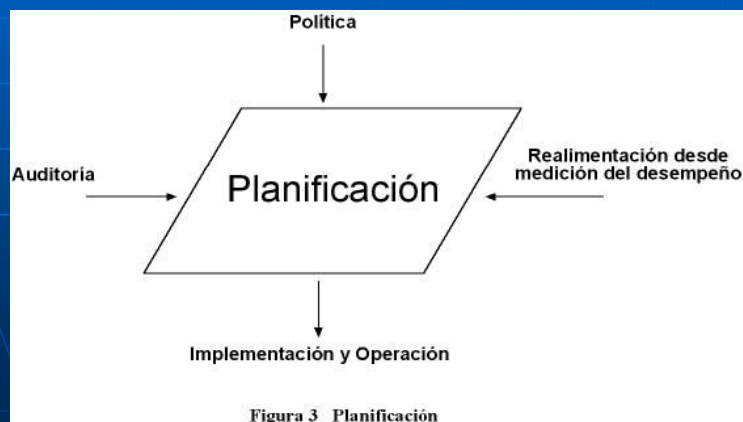 Política
Auditoría
Planificación
Realimentación desde
medición del desempeño
Implementación y Operación
Figura 3 Planificación